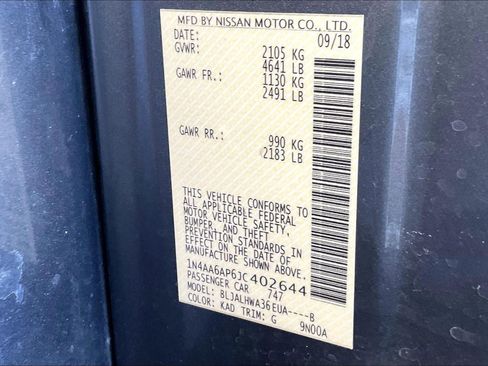 MFD BY NISSAN MOTOR CO., LTD.
DATE: 09/18
GVWR: 2105 KG
4641 LB
GAWR FR.: 1130 KG
2491 LB
GAWR RR.: 990 KG
2183 LB
THIS VEHICLE CONFORMS TO
ALL APPLICABLE FEDERAL
MOTOR VEHICLE SAFETY,
BUMPER, AND THEFT
PREVENTION STANDARDS IN
EFFECT ON THE DATE OF
MANUFACTURE SHOWN ABOVE.
1N4AA6AP6JC402644
PASSENGER CAR 747
MODEL: BLJALHWA36EUA----B
COLOR: KAD TRIM: G 9N00A